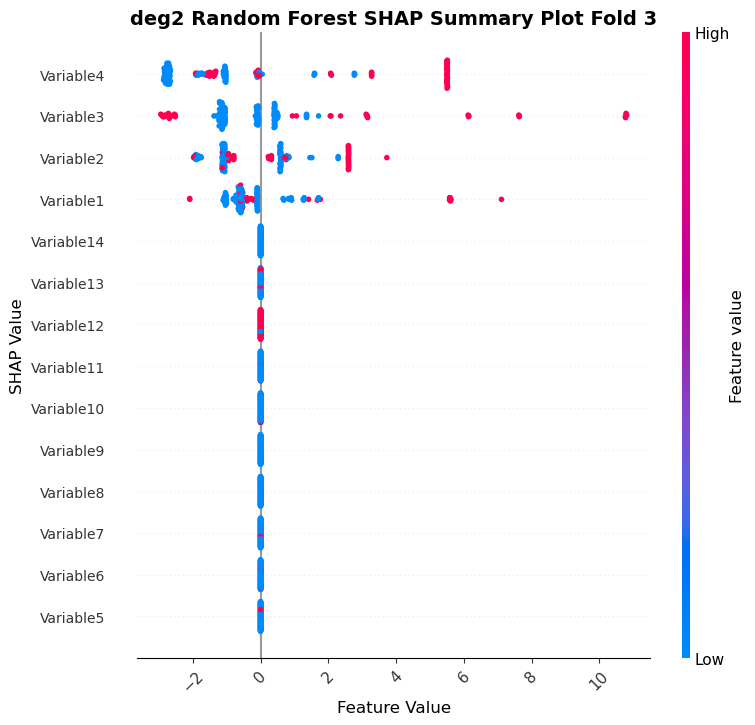 deg2 Random Forest SHAP Summary Plot Fold 3
High
Variable4
Variable3
Variable2
Variable1
Variable14
Variable13
Variable12
Variable11
Variable10
Variable9
Variable8
Variable7
Variable6
Variable5
SHAP Value
Feature value
Low
−2 0 2 4 6 8 10
Feature Value